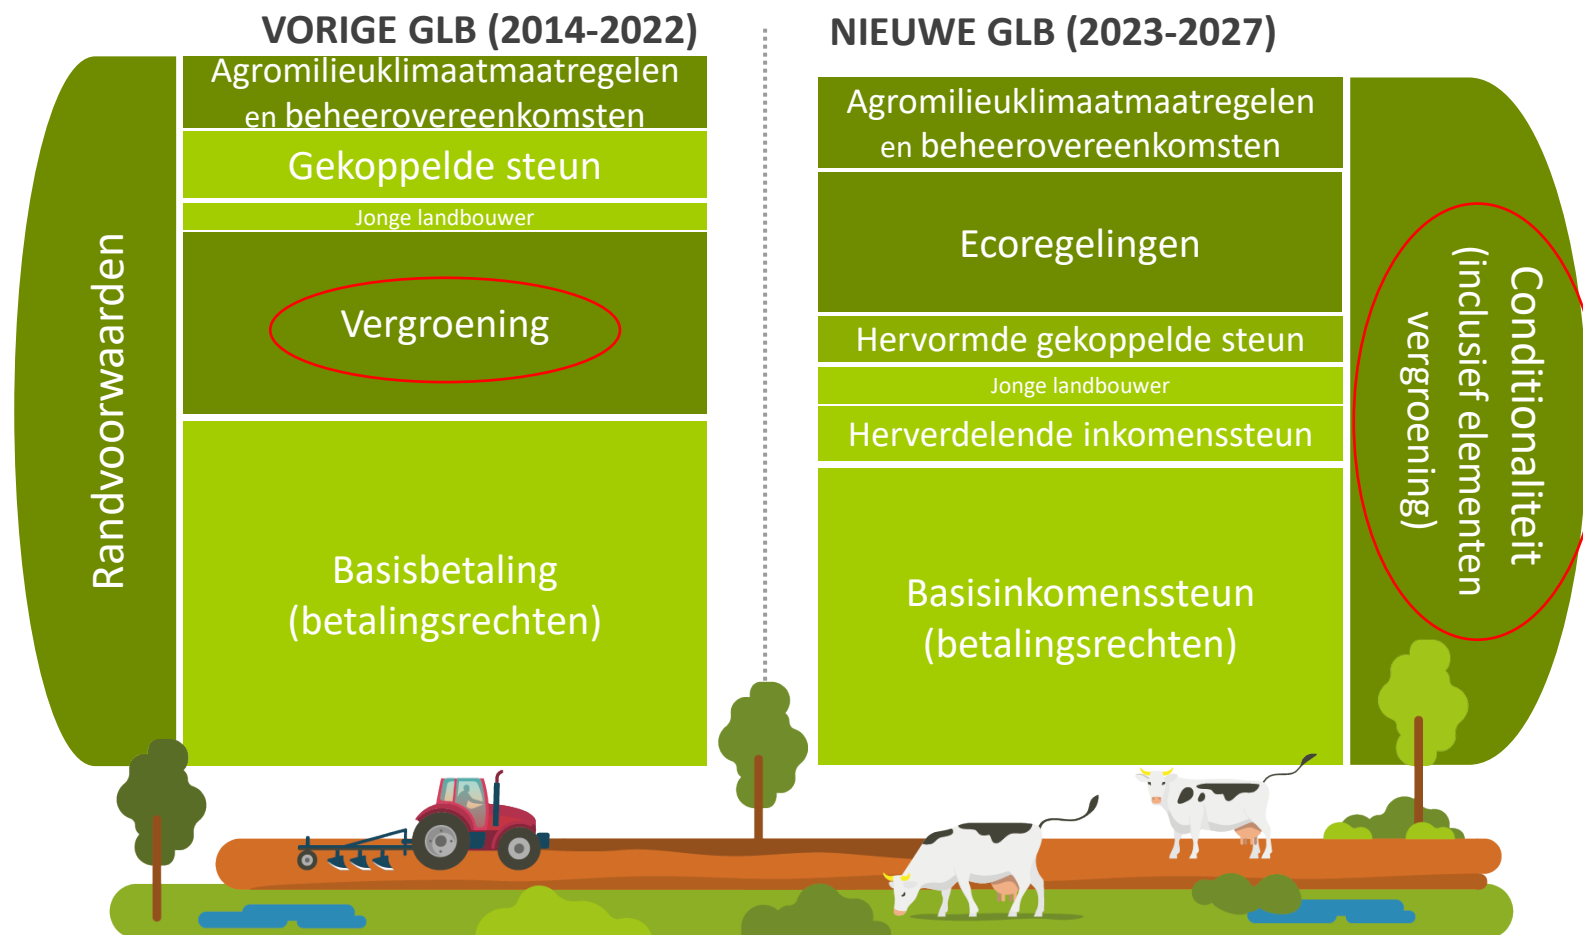 VORIGE GLB (2014-2022)
Agromilieuklimaatmaatregelen
en beheerovereenkomsten
Gekoppelde steun
Jonge landbouwer
Vergroening
Basisbetaling
(betalingsrechten)
Randvoorwaarden
NIEUWE GLB (2023-2027)
Agromilieuklimaatmaatregelen
en beheerovereenkomsten
Ecoregelingen
Hervormde gekoppelde steun
Jonge landbouwer
Herverdelende inkomenssteun
Basisinkomenssteun
(betalingsrechten)
Conditionaliteit
(inclusief elementen
vergroening)